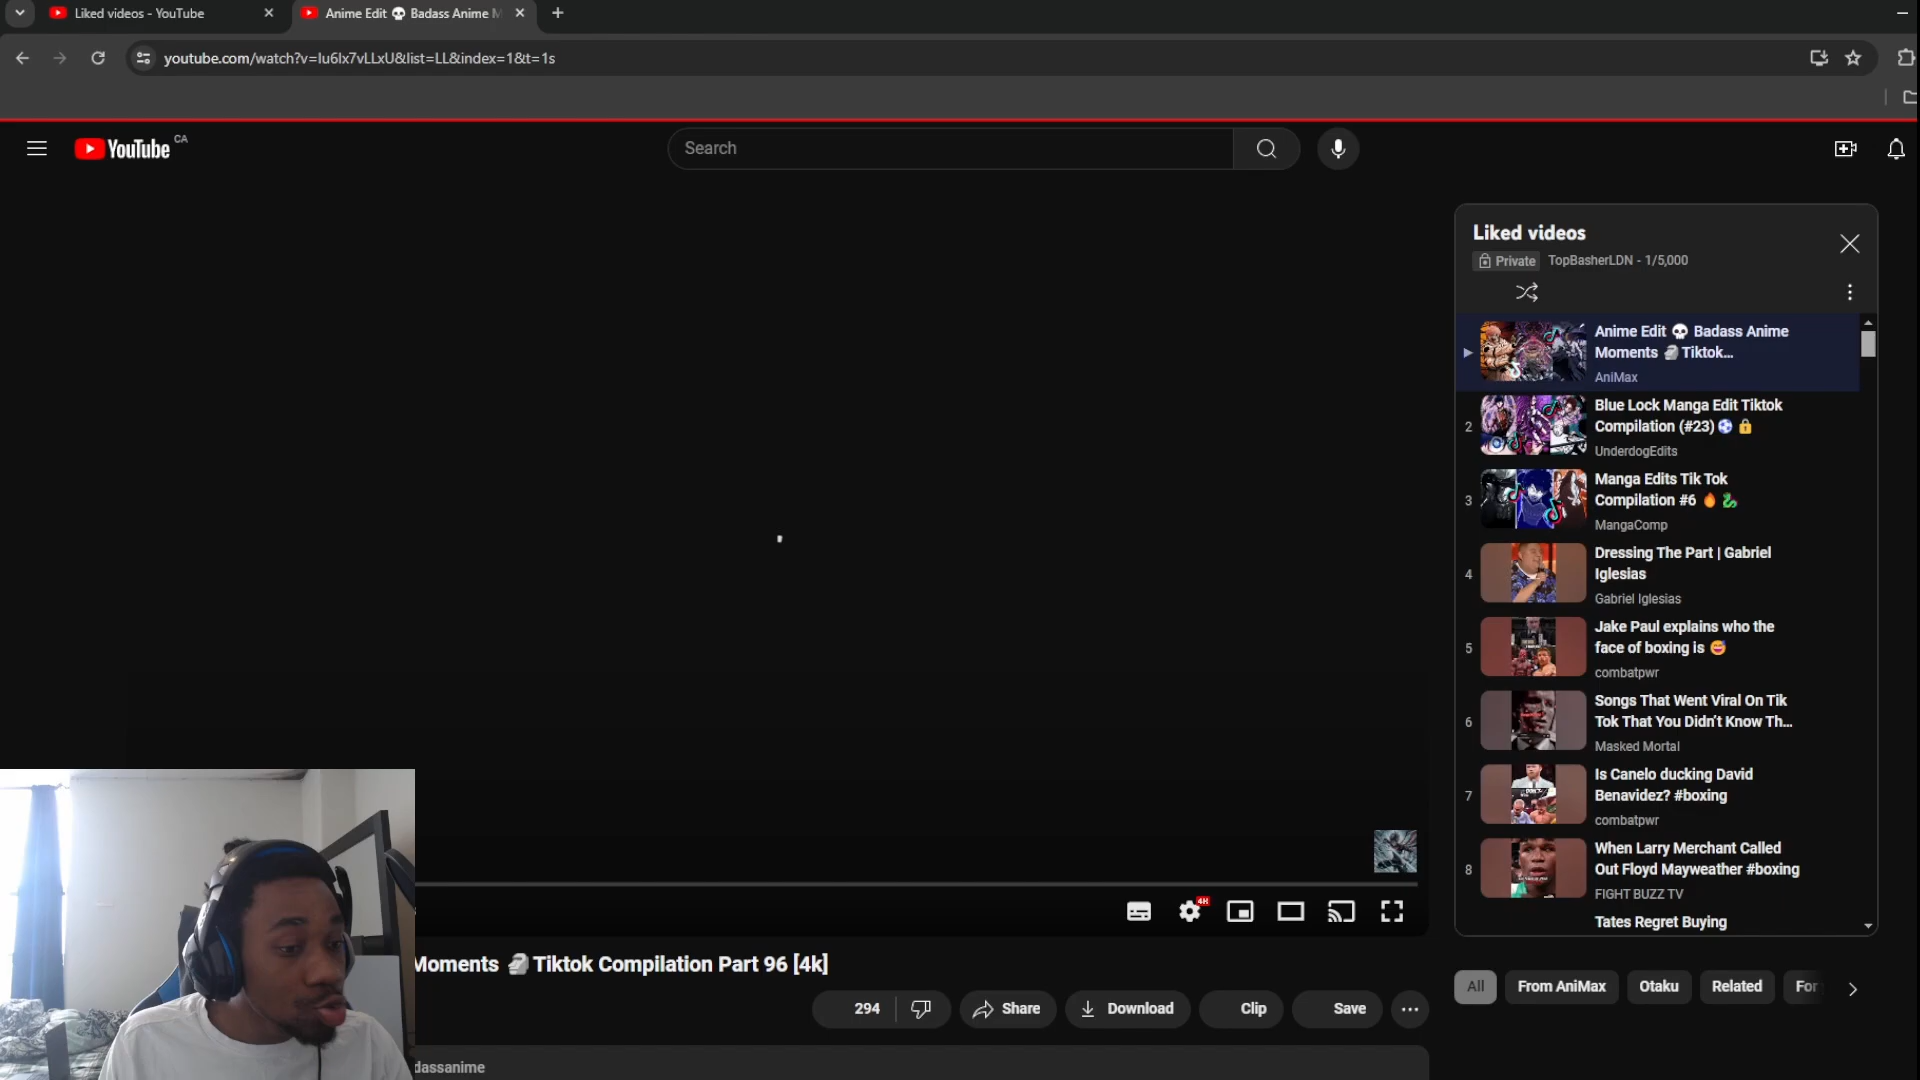 Liked videos - YouTube
Anime Edit 💀 Badass Anime M
youtube.com/watch?v=Iu6Ix7vLLxU&list=LL&index=1&t=1s
YouTube CA
Search
Liked videos
Private TopBasherLDN - 1/5,000
Anime Edit 💀 Badass Anime
Moments 🗿Tiktok...
AniMax
2
Blue Lock Manga Edit Tiktok
Compilation (#23)⚽🔒
UnderdogEdits
3
Manga Edits Tik Tok
Compilation #6 🔥🐉
MangaComp
4
Dressing The Part | Gabriel
Iglesias
Gabriel Iglesias
5
Jake Paul explains who the
face of boxing is 😅
combatpwr
6
Songs That Went Viral On Tik
Tok That You Didn't Know Th...
Masked Mortal
7
Is Canelo ducking David
Benavidez? #boxing
combatpwr
8
When Larry Merchant Called
Out Floyd Mayweather #boxing
FIGHT BUZZ TV
Tates Regret Buying
4K
Moments 🗿Tiktok Compilation Part 96 [4k]
294
Share
Download
Clip
Save
All
From AniMax
Otaku
Related
For
dassanime